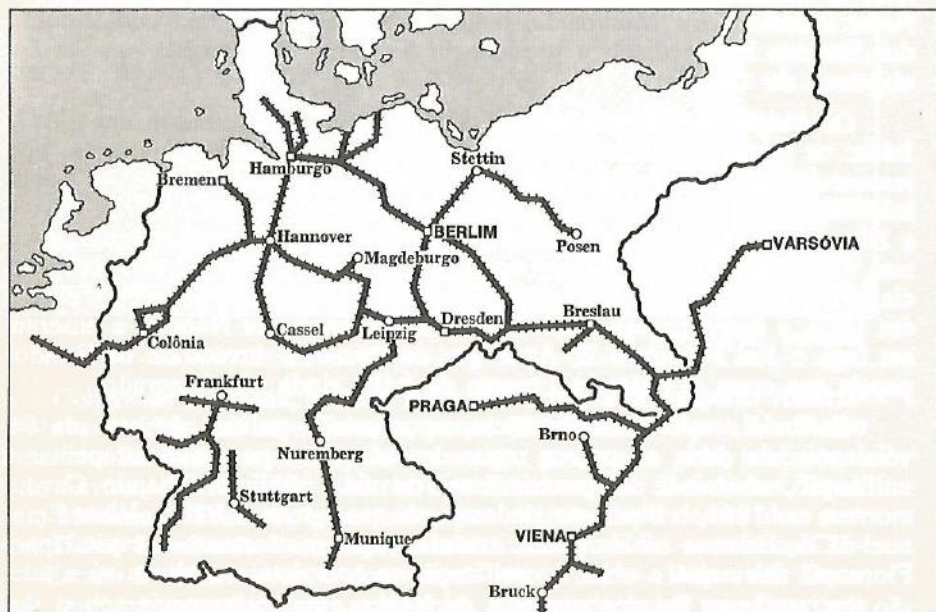 Hamburgo
Stettin
Bremen
BERLIM
Hannover
Posen
VARSÓVIA
Magdeburgo
Breslau
Dresden
Cassel
Leipzig
Colônia
Frankfurt
PRAGA
Brno
Nuremberg
Stuttgart
VIENA
Munique
Bruck